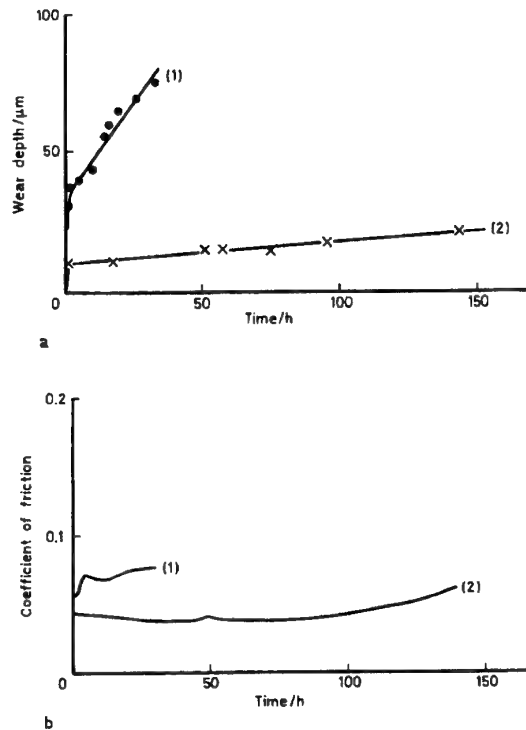 100
(1)
50
Wear depth/μm
(2)
0
50
100
150
Time/h
a
0.2
0.1
Coefficient of friction
(1)
(2)
0
50
100
150
Time/h
b